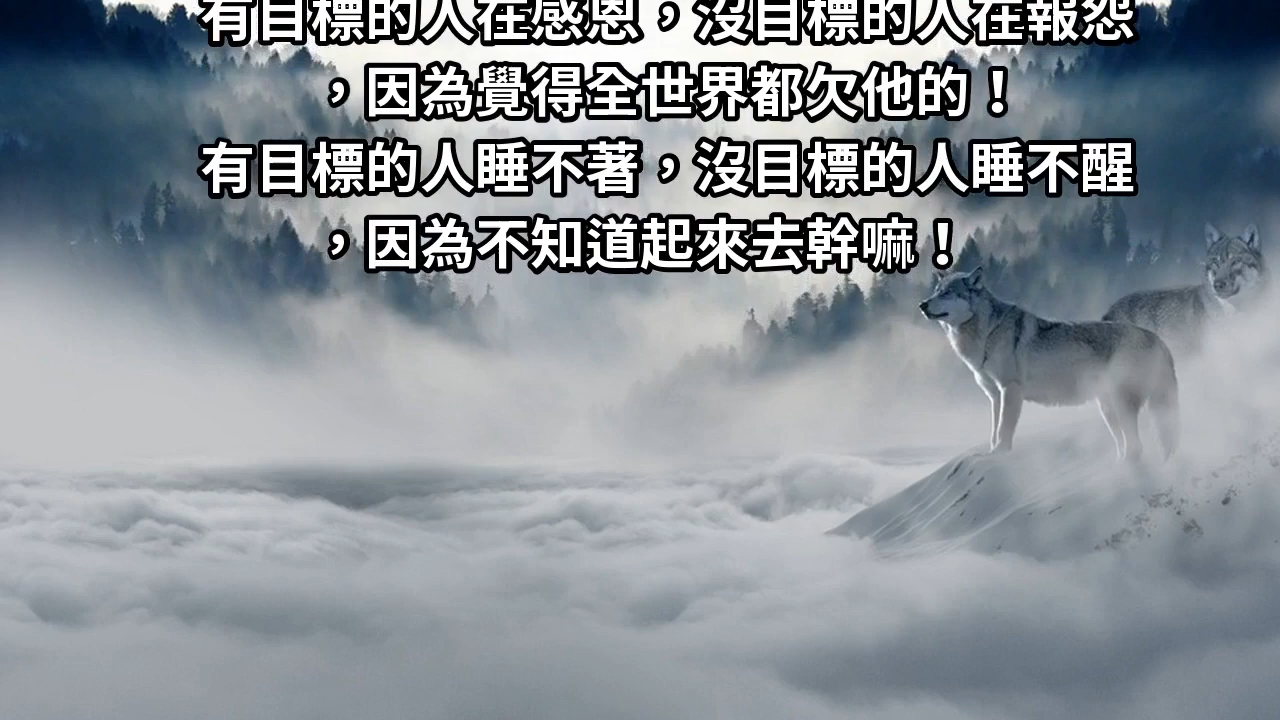 有目標的人在感恩，沒目標的人在報怨
，因為覺得全世界都欠他的！
有目標的人睡不著，沒目標的人睡不醒
，因為不知道起來去幹嘛！